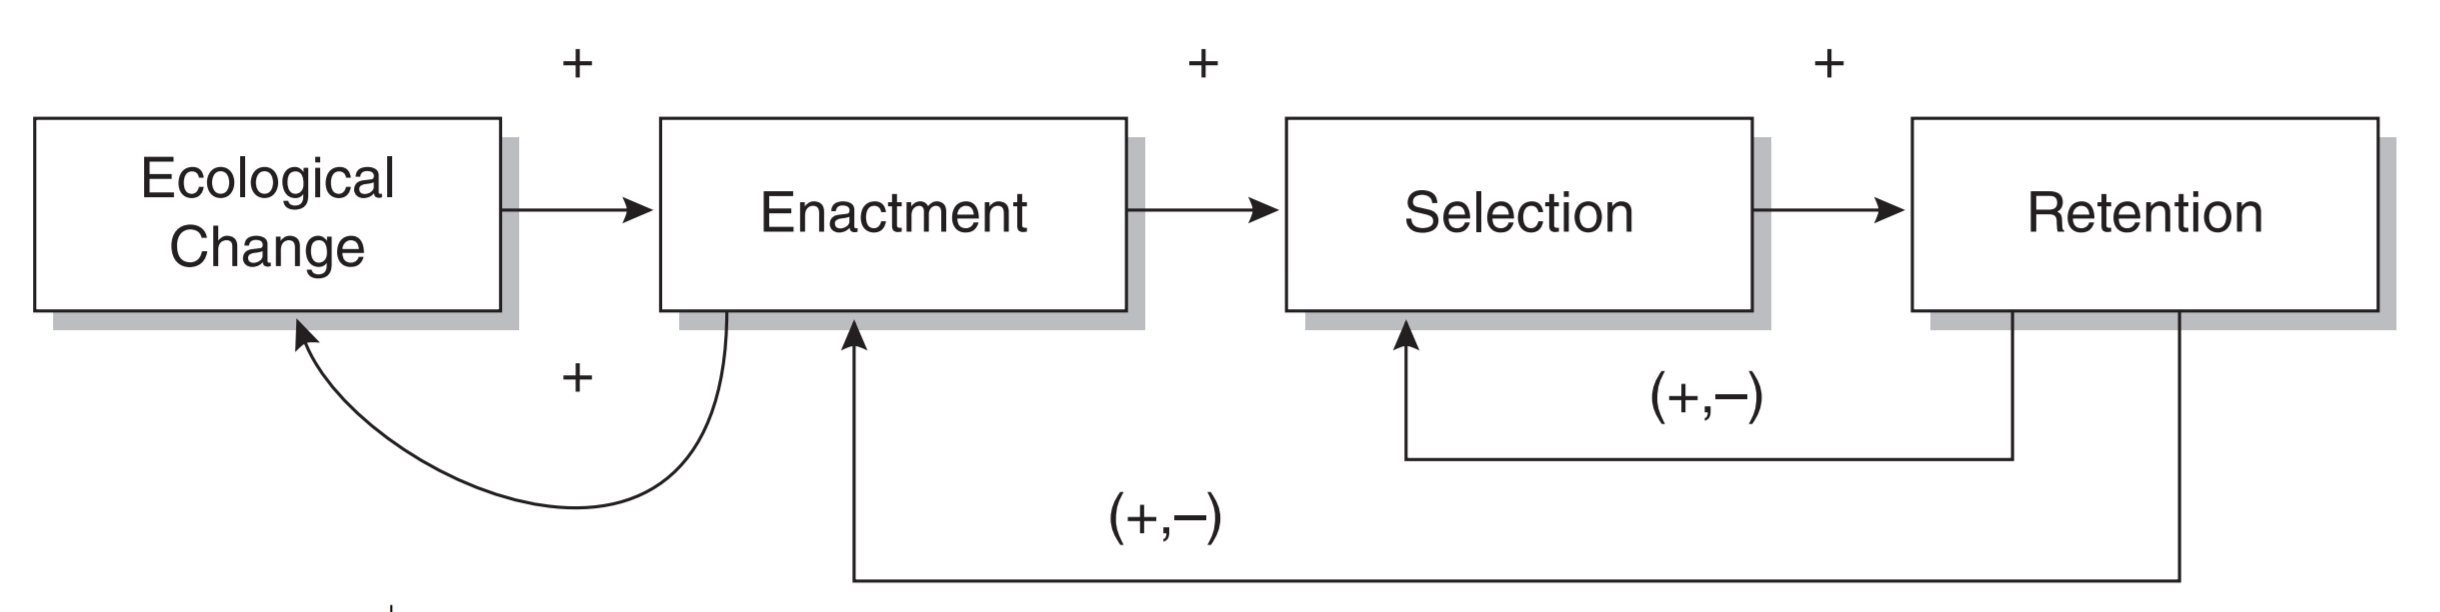 +
+
+
Ecological
Change
Enactment
Selection
Retention
+
(+,–)
(+,–)